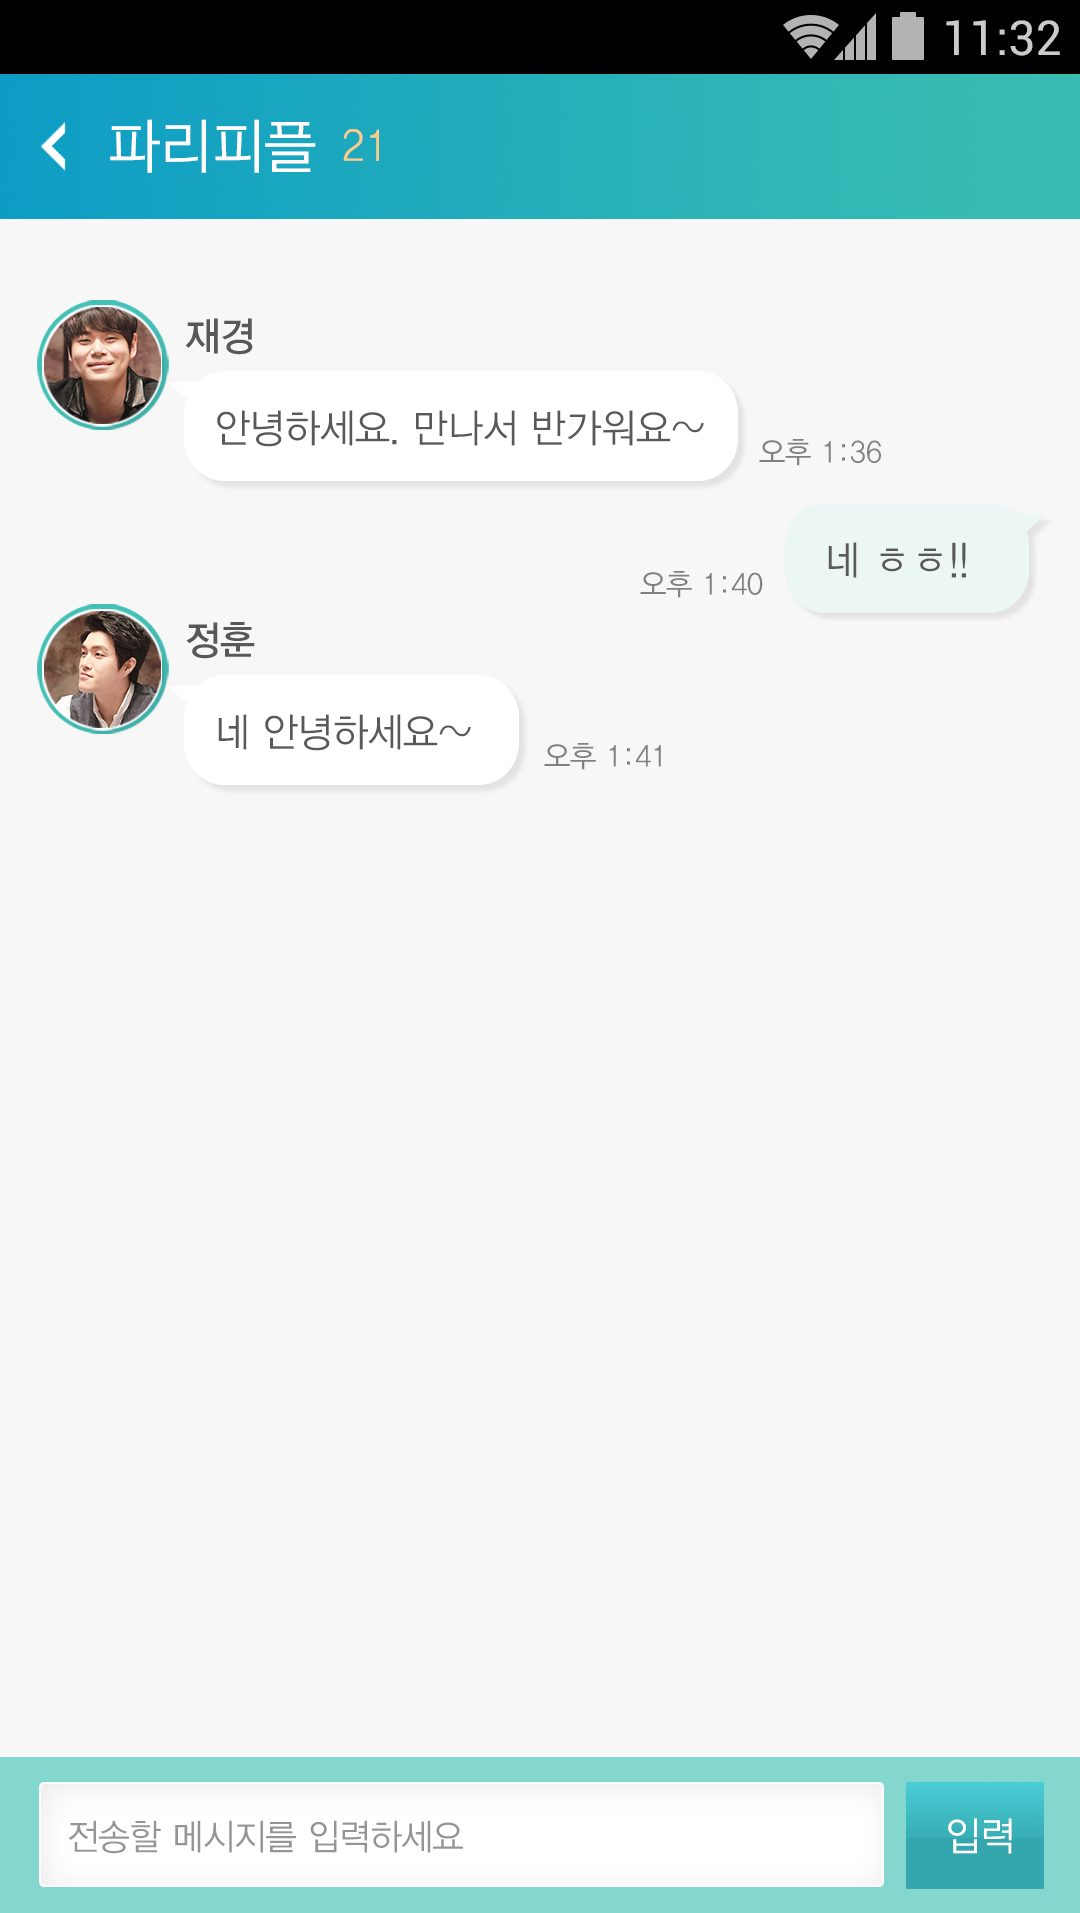 11:32
파리피플 21
재경
안녕하세요. 만나서 반가워요~
오후 1:36
네 ㅎㅎ!!
오후 1:40
정훈
네 안녕하세요~
오후 1:41
전송할 메시지를 입력하세요
입력